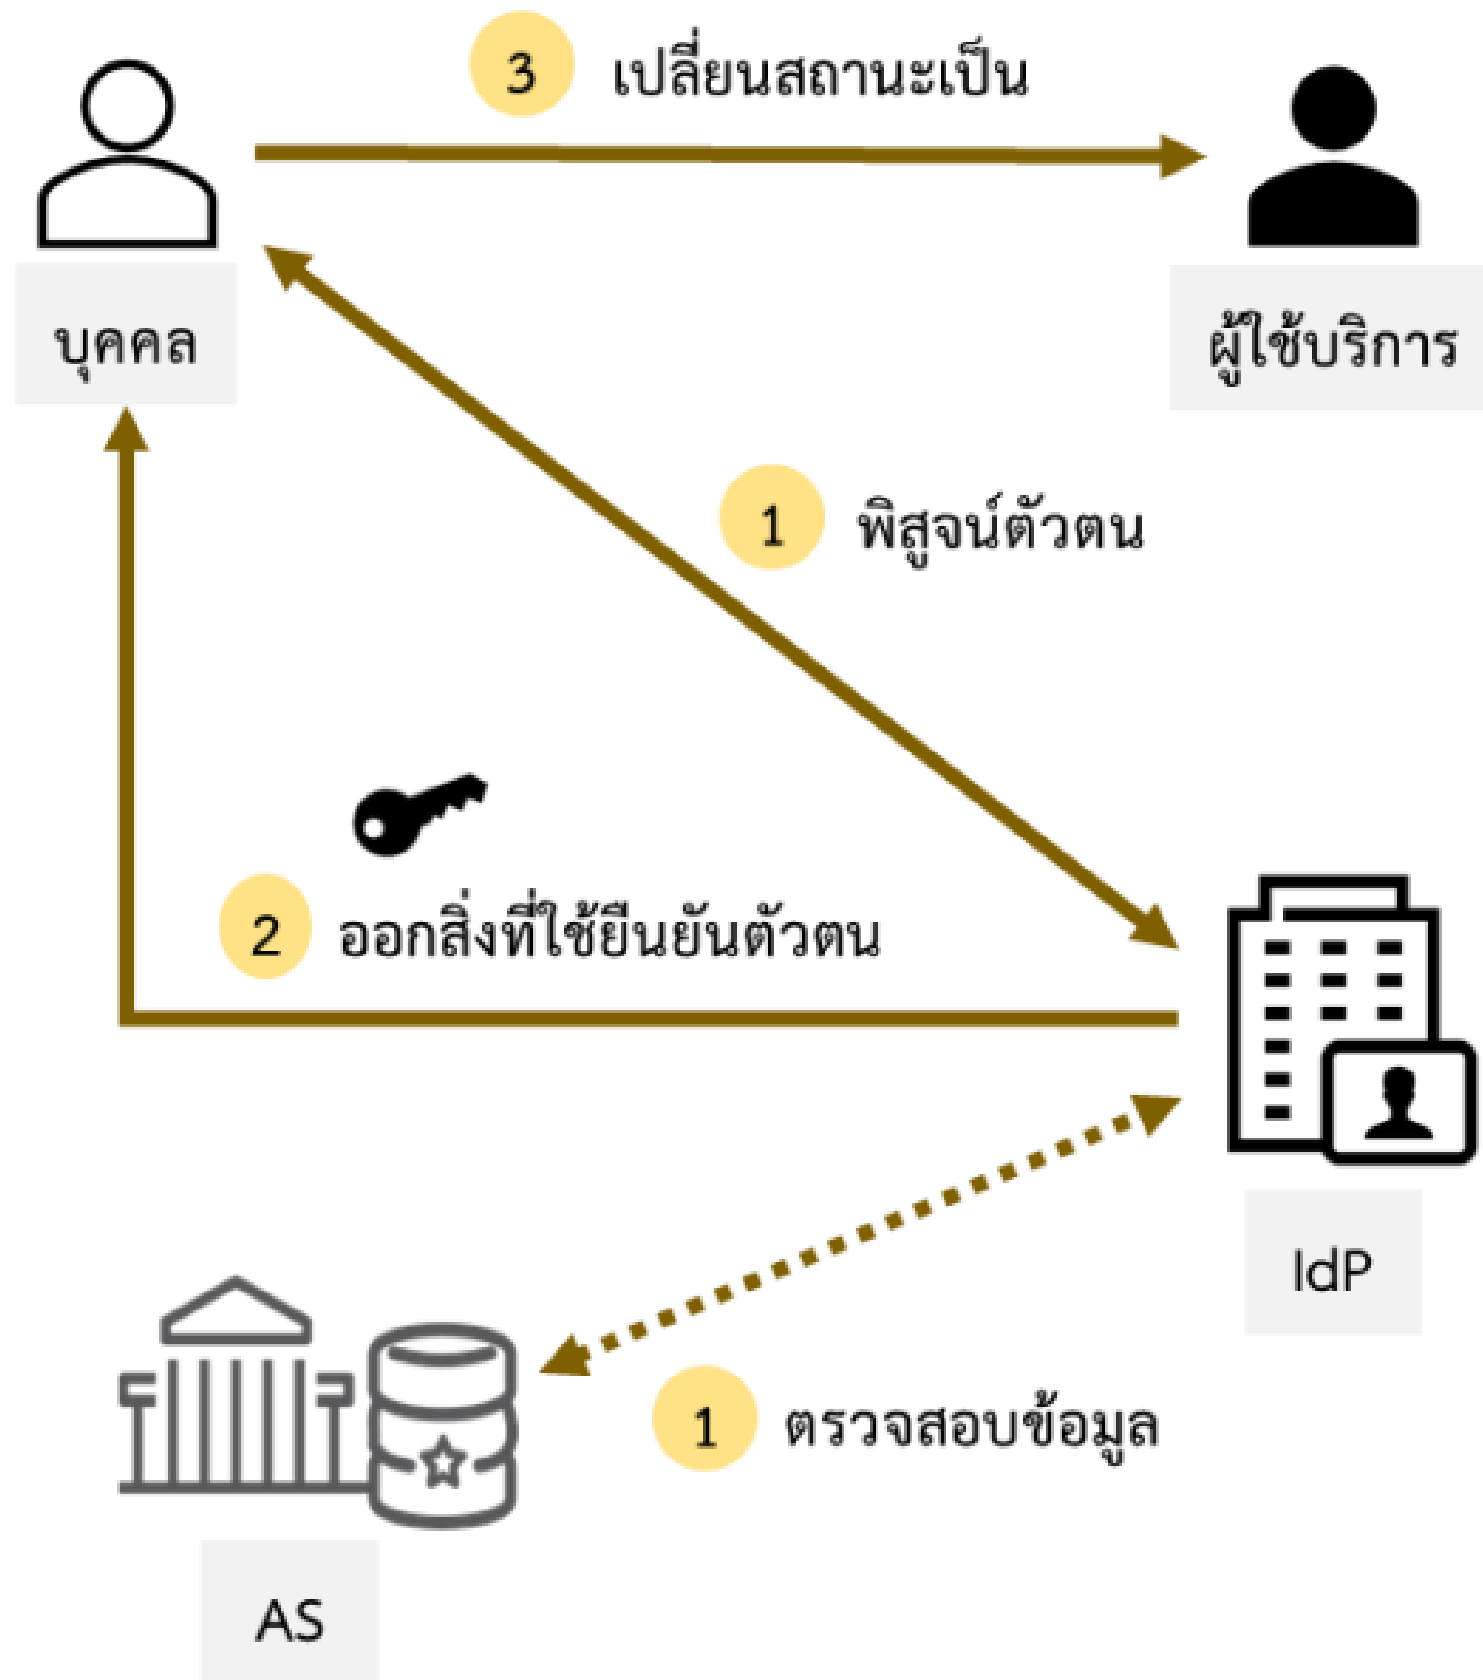 3 เปลี่ยนสถานะเป็น
บุคคล
ผู้ใช้บริการ
1 พิสูจน์ตัวตน
2 ออกสิ่งที่ใช้ยืนยันตัวตน
IdP
1 ตรวจสอบข้อมูล
AS